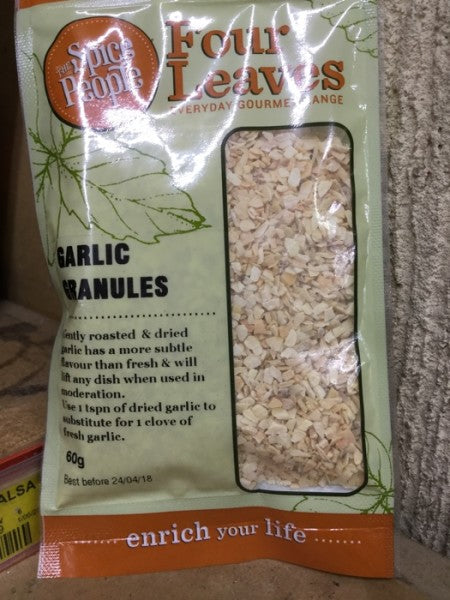 THE
Spice
People
Four
Leaves
EVERYDAY GOURMET RANGE
GARLIC
GRANULES
Gently roasted & dried
garlic has a more subtle
flavour than fresh & will
lift any dish when used in
moderation.
Use 1 tspn of dried garlic to
substitute for 1 clove of
fresh garlic.
60g
Best before 24/04/18
enrich your life
ALSA